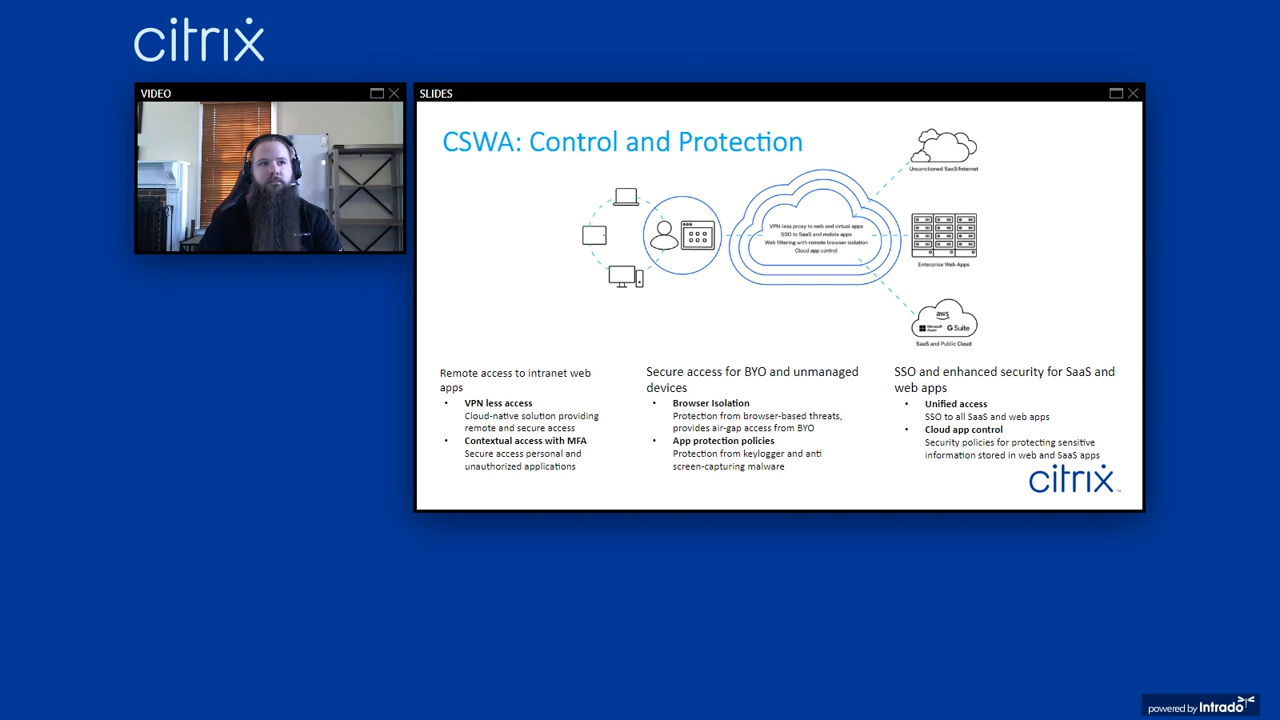 citrix
VIDEO
SLIDES
CSWA: Control and Protection
Unsanctioned SaaS/Internet
VPN-less proxy to web and virtual apps
SSO to SaaS and mobile apps
Web filtering with remote browser isolation
Cloud app control
Enterprise Web Apps
aws
Microsoft Azure
G Suite
SaaS and Public Cloud
Remote access to intranet web
apps
• VPN less access
Cloud-native solution providing
remote and secure access
• Contextual access with MFA
Secure access personal and
unauthorized applications
Secure access for BYO and unmanaged
devices
• Browser Isolation
Protection from browser-based threats,
provides air-gap access from BYO
• App protection policies
Protection from keylogger and anti
screen-capturing malware
SSO and enhanced security for SaaS and
web apps
• Unified access
SSO to all SaaS and web apps
• Cloud app control
Security policies for protecting sensitive
information stored in web and SaaS apps
citrix
powered by Intrado